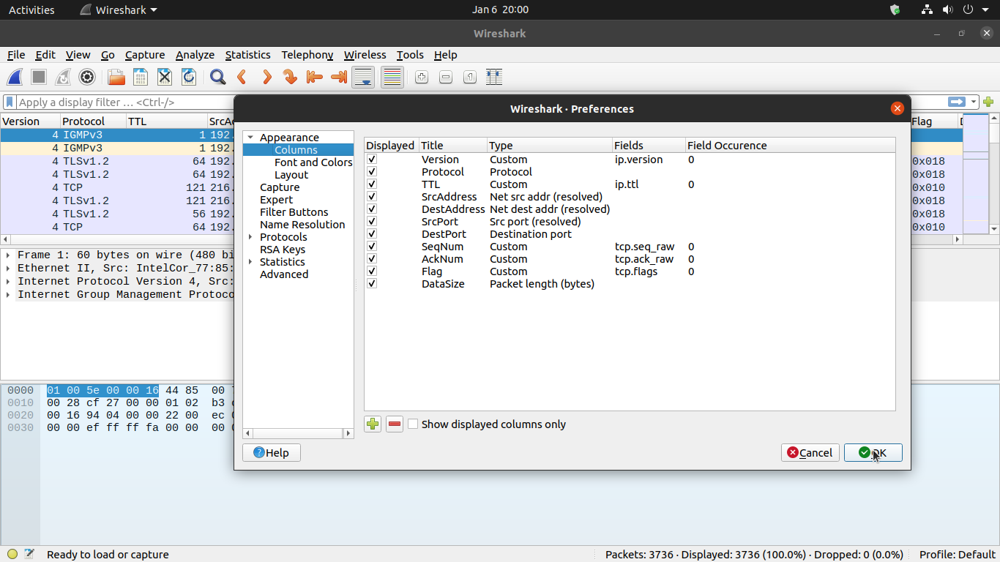 Activities Wireshark Jan 6 20:00
Wireshark
File Edit View Go Capture Analyze Statistics Telephony Wireless Tools Help
Apply a display filter … <Ctrl-/>
Version Protocol TTL Flag
4 IGMPv3 1 192.
4 IGMPv3 1 192.
4 TLSv1.2 64 192. 0x018
4 TLSv1.2 64 192. 0x018
4 TCP 121 216. 0x010
4 TLSv1.2 121 216. 0x018
4 TLSv1.2 56 192. 0x018
4 TCP 64 192. 0x010
Frame 1: 60 bytes on wire (480 bi
Ethernet II, Src: IntelCor_77:85:
Internet Protocol Version 4, Src:
Internet Group Management Protoco
0000 01 00 5e 00 00 16 44 85 00
0010 00 28 cf 27 00 00 01 02 b3
0020 00 16 94 04 00 00 22 00 ec
0030 00 00 ef ff ff fa 00 00 00
Wireshark · Preferences
Appearance
Columns
Font and Colors
Layout
Capture
Expert
Filter Buttons
Name Resolution
Protocols
RSA Keys
Statistics
Advanced
Displayed Title Type Fields Field Occurence
Version Custom ip.version 0
Protocol Protocol
TTL Custom ip.ttl 0
SrcAddress Net src addr (resolved)
DestAddress Net dest addr (resolved)
SrcPort Src port (resolved)
DestPort Destination port
SeqNum Custom tcp.seq_raw 0
AckNum Custom tcp.ack_raw 0
Flag Custom tcp.flags 0
DataSize Packet length (bytes)
Show displayed columns only
Help Cancel OK
Ready to load or capture Packets: 3736 · Displayed: 3736 (100.0%) · Dropped: 0 (0.0%) Profile: Default